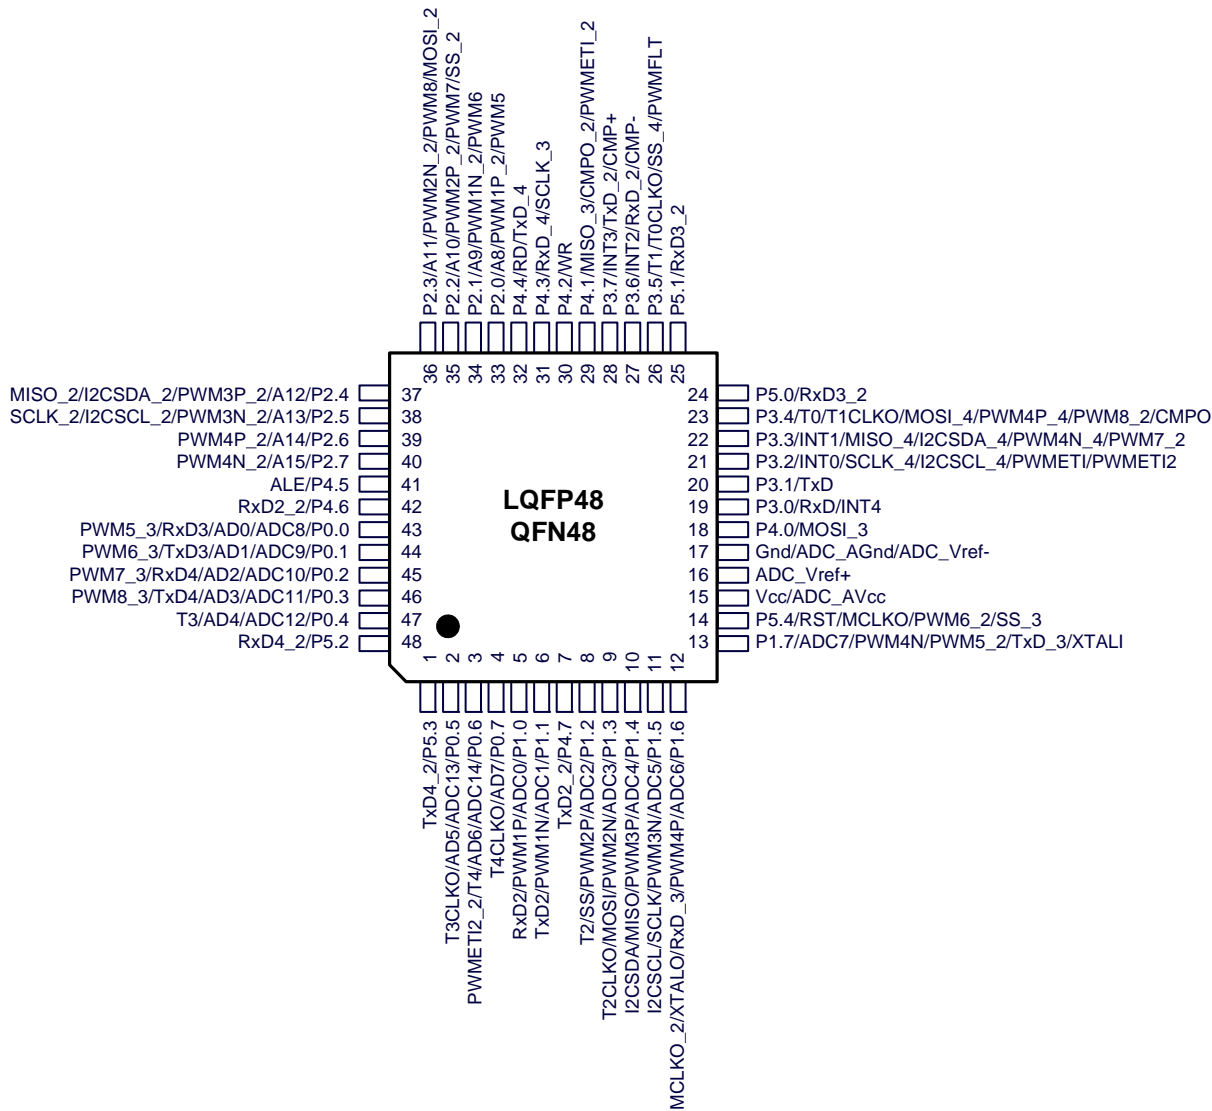 P2.3/A11/PWM2N_2/PWM8/MOSI_2
P2.2/A10/PWM2P_2/PWM7/SS_2
P2.1/A9/PWM1N_2/PWM6
P2.0/A8/PWM1P_2/PWM5
P4.4/RD/TxD_4
P4.3/RxD_4/SCLK_3
P4.2/WR
P4.1/MISO_3/CMPO_2/PWMETI_2
P3.7/INT3/TxD_2/CMP+
P3.6/INT2/RxD_2/CMP-
P3.5/T1/T0CLKO/SS_4/PWMFLT
P5.1/RxD3_2
36 35 34 33 32 31 30 29 28 27 26 25
MISO_2/I2CSDA_2/PWM3P_2/A12/P2.4 37
SCLK_2/I2CSCL_2/PWM3N_2/A13/P2.5 38
PWM4P_2/A14/P2.6 39
PWM4N_2/A15/P2.7 40
ALE/P4.5 41
RxD2_2/P4.6 42
PWM5_3/RxD3/AD0/ADC8/P0.0 43
PWM6_3/TxD3/AD1/ADC9/P0.1 44
PWM7_3/RxD4/AD2/ADC10/P0.2 45
PWM8_3/TxD4/AD3/ADC11/P0.3 46
T3/AD4/ADC12/P0.4 47
RxD4_2/P5.2 48
LQFP48
QFN48
24 P5.0/RxD3_2
23 P3.4/T0/T1CLKO/MOSI_4/PWM4P_4/PWM8_2/CMPO
22 P3.3/INT1/MISO_4/I2CSDA_4/PWM4N_4/PWM7_2
21 P3.2/INT0/SCLK_4/I2CSCL_4/PWMETI/PWMETI2
20 P3.1/TxD
19 P3.0/RxD/INT4
18 P4.0/MOSI_3
17 Gnd/ADC_AGnd/ADC_Vref-
16 ADC_Vref+
15 Vcc/ADC_AVcc
14 P5.4/RST/MCLKO/PWM6_2/SS_3
13 P1.7/ADC7/PWM4N/PWM5_2/TxD_3/XTALI
1 2 3 4 5 6 7 8 9 10 11 12
TxD4_2/P5.3
T3CLKO/AD5/ADC13/P0.5
PWMETI2_2/T4/AD6/ADC14/P0.6
T4CLKO/AD7/P0.7
RxD2/PWM1P/ADC0/P1.0
TxD2/PWM1N/ADC1/P1.1
TxD2_2/P4.7
T2/SS/PWM2P/ADC2/P1.2
T2CLKO/MOSI/PWM2N/ADC3/P1.3
I2CSDA/MISO/PWM3P/ADC4/P1.4
I2CSCL/SCLK/PWM3N/ADC5/P1.5
MCLKO_2/XTALO/RxD_3/PWM4P/ADC6/P1.6